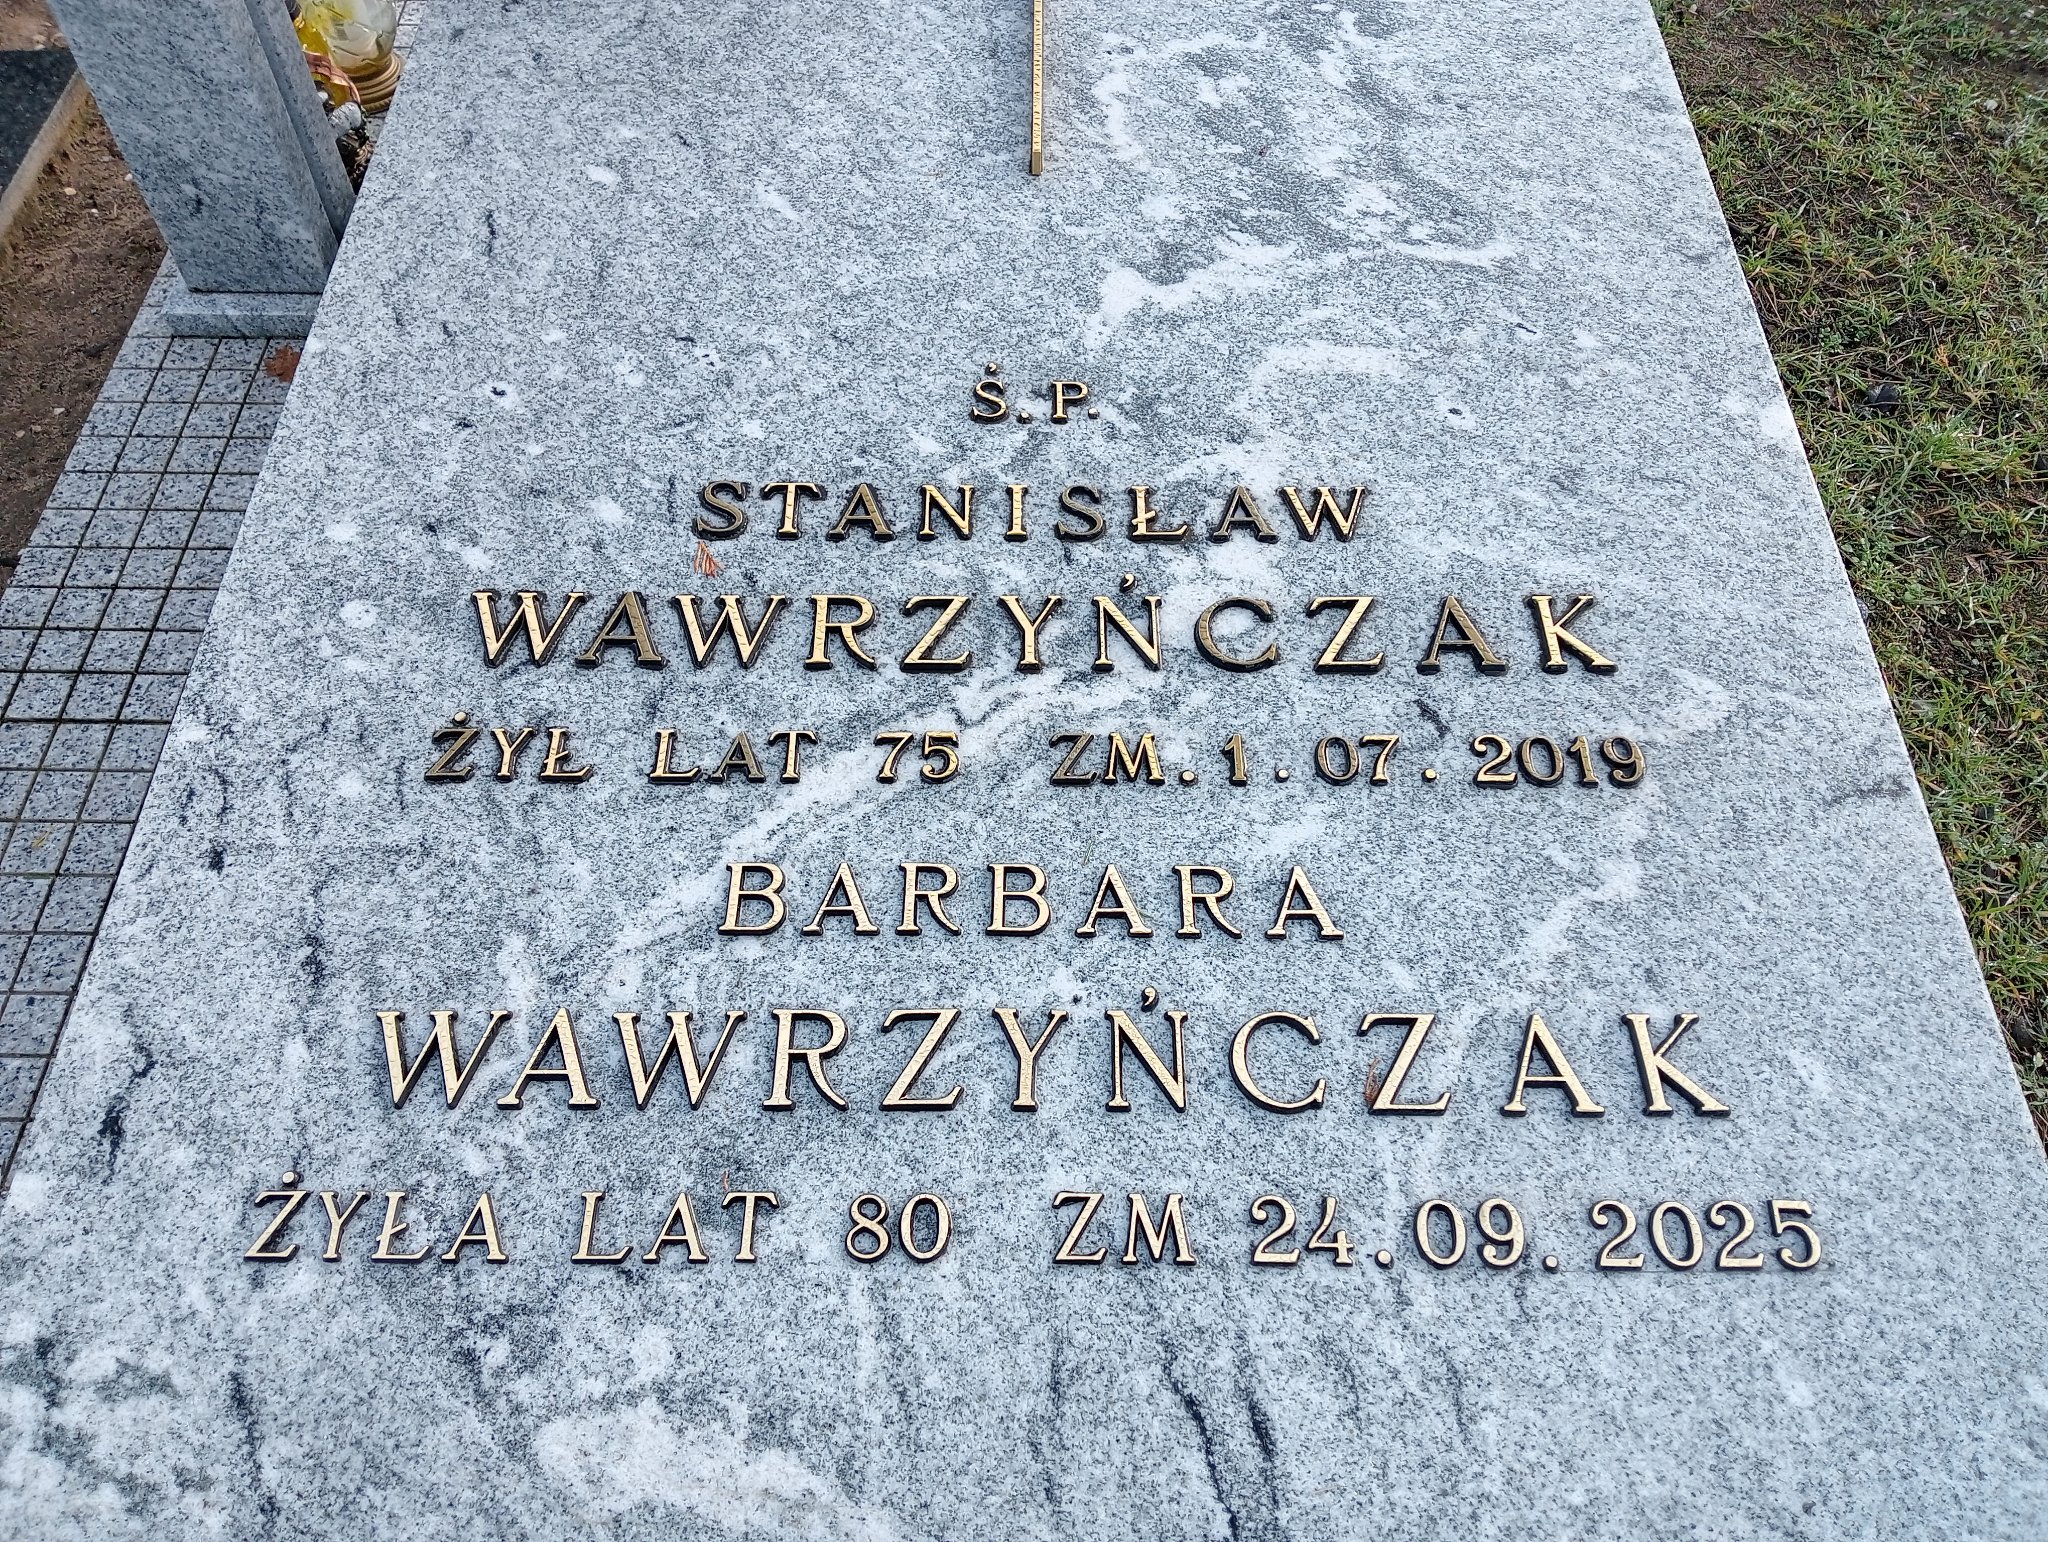 Ś.P.
STANISŁAW
WAWRZYŃCZAK
ŻYŁ LAT 75 ZM. 1. 07. 2019
BARBARA
WAWRZYŃCZAK
ŻYŁA LAT 80 ZM 24.09.2025